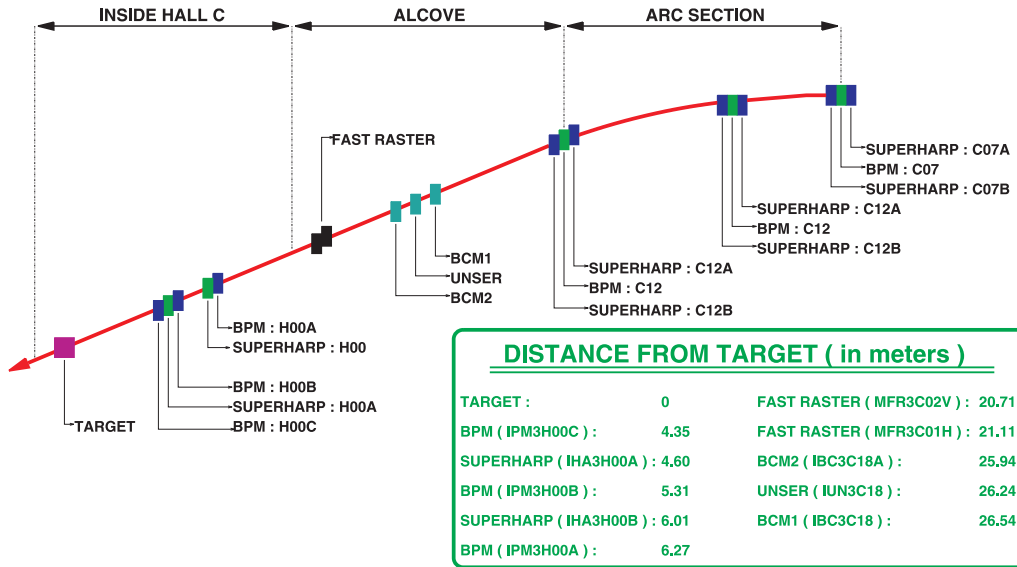 INSIDE HALL C
ALCOVE
ARC SECTION
FAST RASTER
SUPERHARP : C07A
BPM : C07
SUPERHARP : C07B
SUPERHARP : C12A
BPM : C12
SUPERHARP : C12B
BCM1
UNSER
BCM2
SUPERHARP : C12A
BPM : C12
SUPERHARP : C12B
BPM : H00A
SUPERHARP : H00
BPM : H00B
SUPERHARP : H00A
BPM : H00C
TARGET
DISTANCE FROM TARGET ( in meters )
TARGET : 0
BPM ( IPM3H00C ) : 4.35
SUPERHARP ( IHA3H00A ) : 4.60
BPM ( IPM3H00B ) : 5.31
SUPERHARP ( IHA3H00B ) : 6.01
BPM ( IPM3H00A ) : 6.27
FAST RASTER ( MFR3C02V ) : 20.71
FAST RASTER ( MFR3C01H ) : 21.11
BCM2 ( IBC3C18A ) : 25.94
UNSER ( IUN3C18 ) : 26.24
BCM1 ( IBC3C18 ) : 26.54